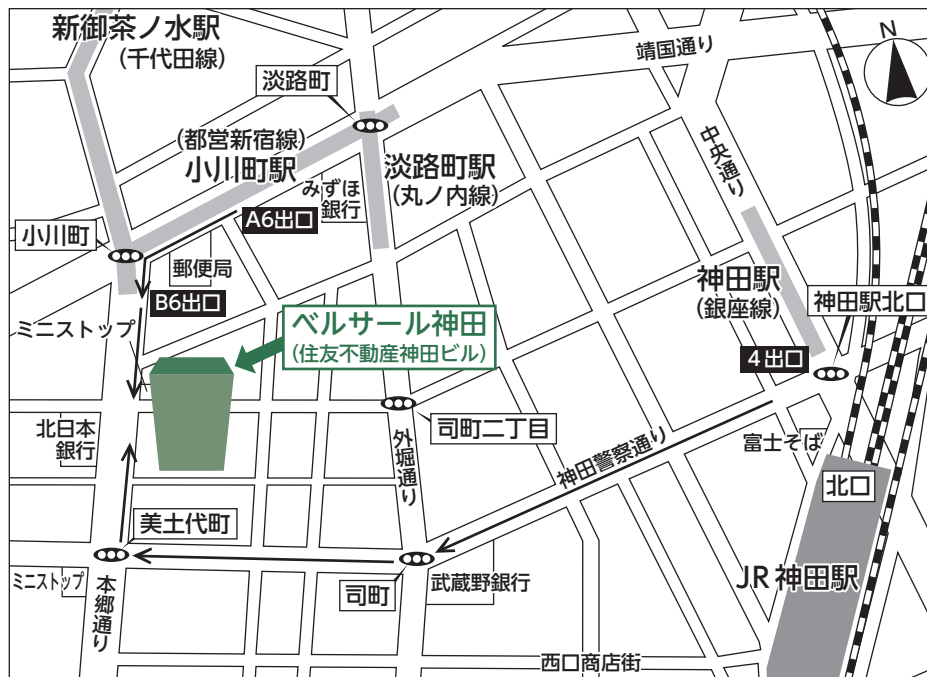 新御茶ノ水駅
(千代田線)
靖国通り
N
淡路町
中央通り
(都営新宿線)
小川町駅
淡路町駅
(丸ノ内線)
みずほ
銀行
A6出口
小川町
郵便局
B6出口
神田駅
(銀座線)
神田駅北口
ミニストップ
ベルサール神田
(住友不動産神田ビル)
4出口
北日本
銀行
外堀通り
司町二丁目
神田警察通り
富士そば
北口
美土代町
ミニストップ
本郷通り
司町
武蔵野銀行
JR神田駅
西口商店街